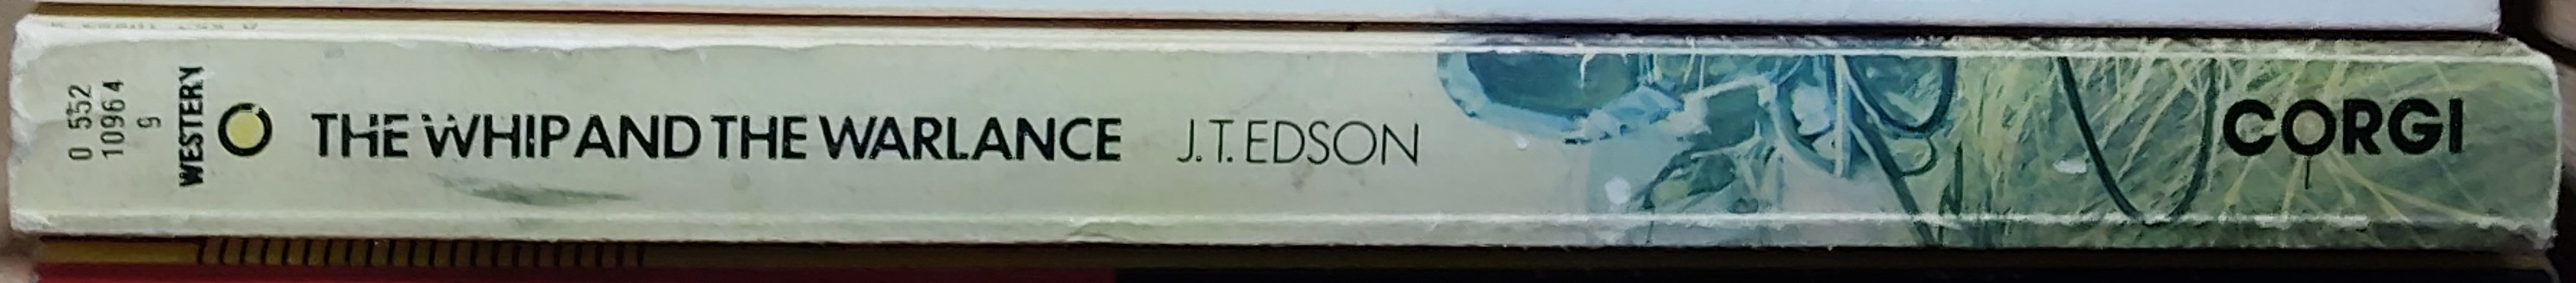 0 552
10964
9
WESTERN
THE WHIP AND THE WARLANCE J.T. EDSON
CORGI